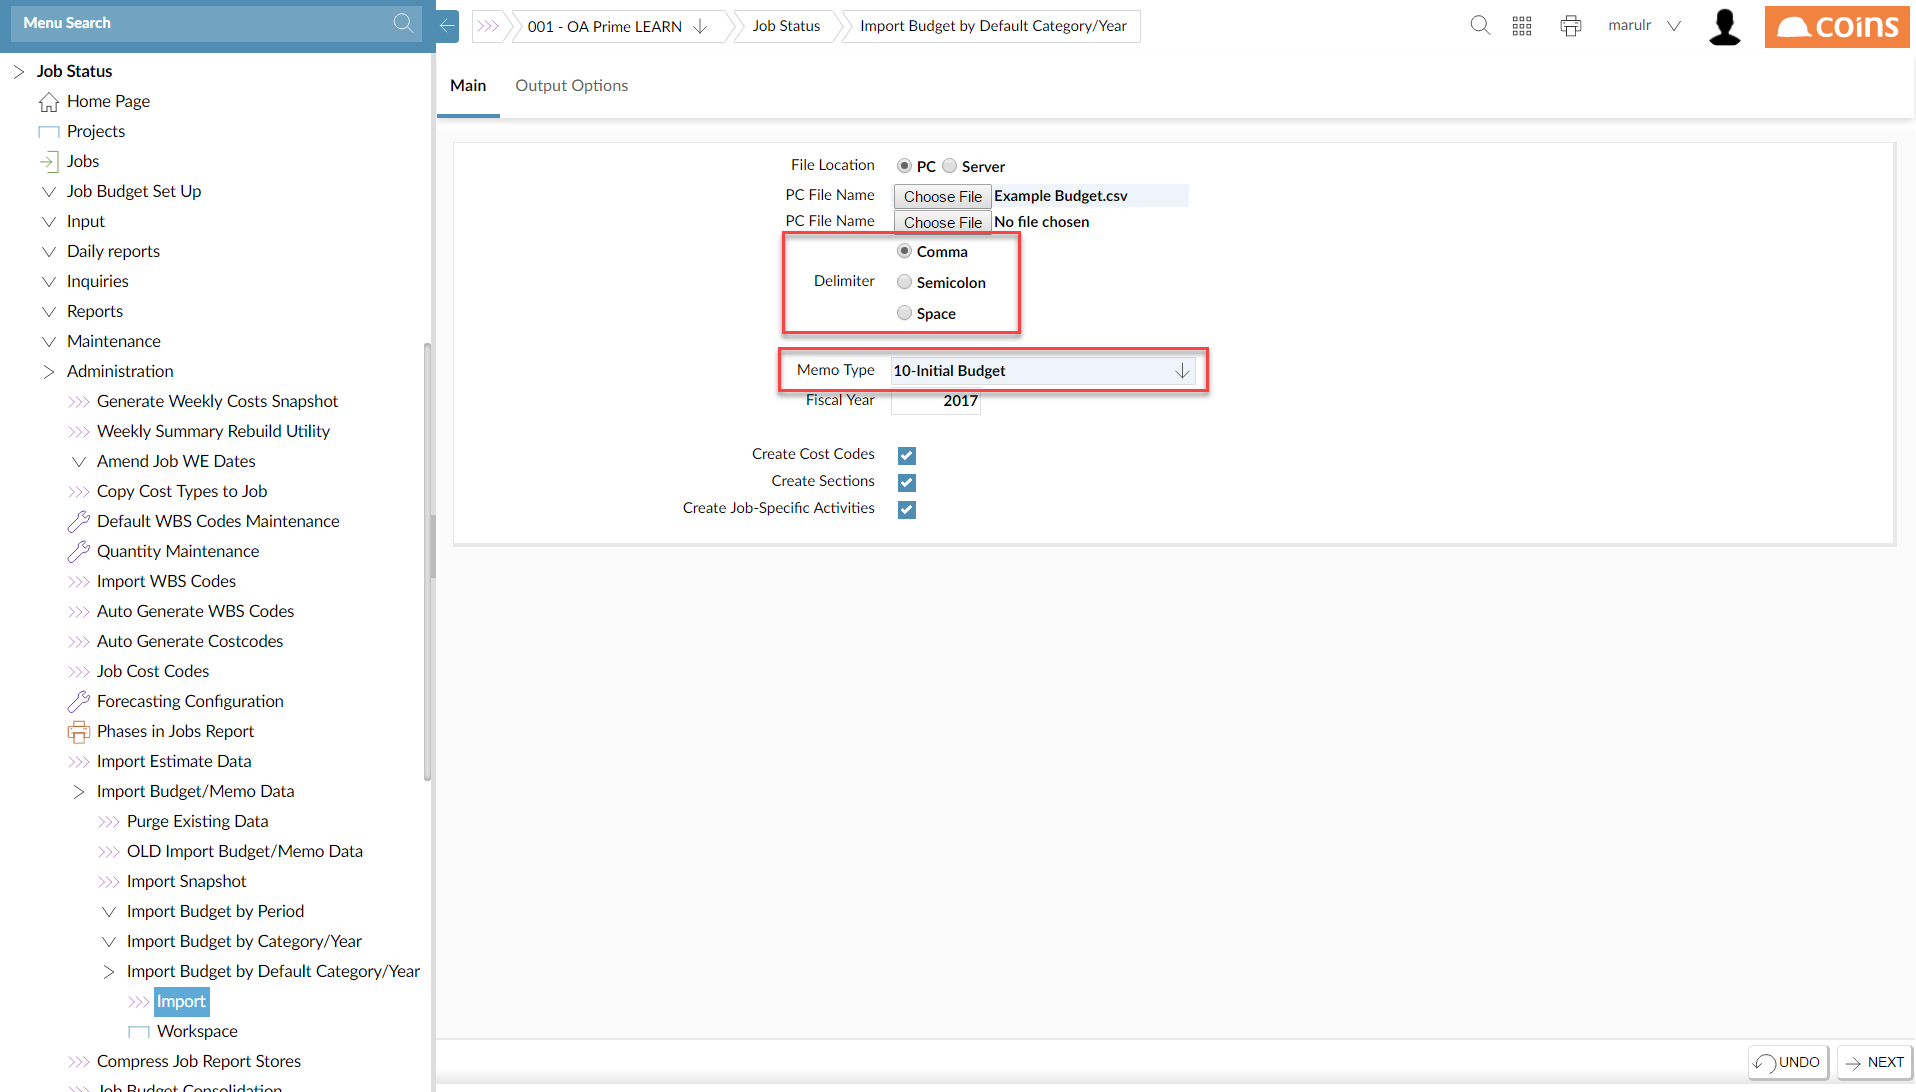 Menu Search
001 - OA Prime LEARN
Job Status
Import Budget by Default Category/Year
marulr
coins
Job Status
Home Page
Projects
Jobs
Job Budget Set Up
Input
Daily reports
Inquiries
Reports
Maintenance
Administration
Generate Weekly Costs Snapshot
Weekly Summary Rebuild Utility
Amend Job WE Dates
Copy Cost Types to Job
Default WBS Codes Maintenance
Quantity Maintenance
Import WBS Codes
Auto Generate WBS Codes
Auto Generate Costcodes
Job Cost Codes
Forecasting Configuration
Phases in Jobs Report
Import Estimate Data
Import Budget/Memo Data
Purge Existing Data
OLD Import Budget/Memo Data
Import Snapshot
Import Budget by Period
Import Budget by Category/Year
Import Budget by Default Category/Year
Import
Workspace
Compress Job Report Stores
Job Budget Consolidation
Main
Output Options
File Location PC Server
PC File Name Choose File Example Budget.csv
PC File Name Choose File No file chosen
Comma
Delimiter Semicolon
Space
Memo Type 10-Initial Budget
Fiscal Year 2017
Create Cost Codes
Create Sections
Create Job-Specific Activities
UNDO
NEXT